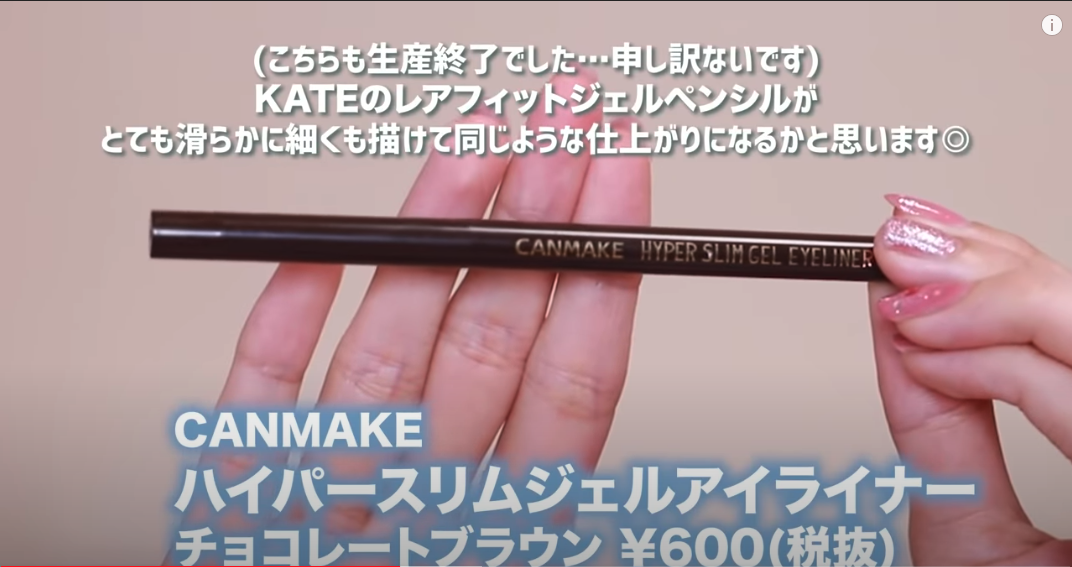 (こちらも生産終了でした…申し訳ないです)
KATEのレアフィットジェルペンシルが
とても滑らかに細くも描けて同じような仕上がりになるかと思います◎
CANMAKE HYPER SLIM GEL EYELINER
CANMAKE
ハイパースリムジェルアイライナー
チョコレートブラウン ¥600(税抜)